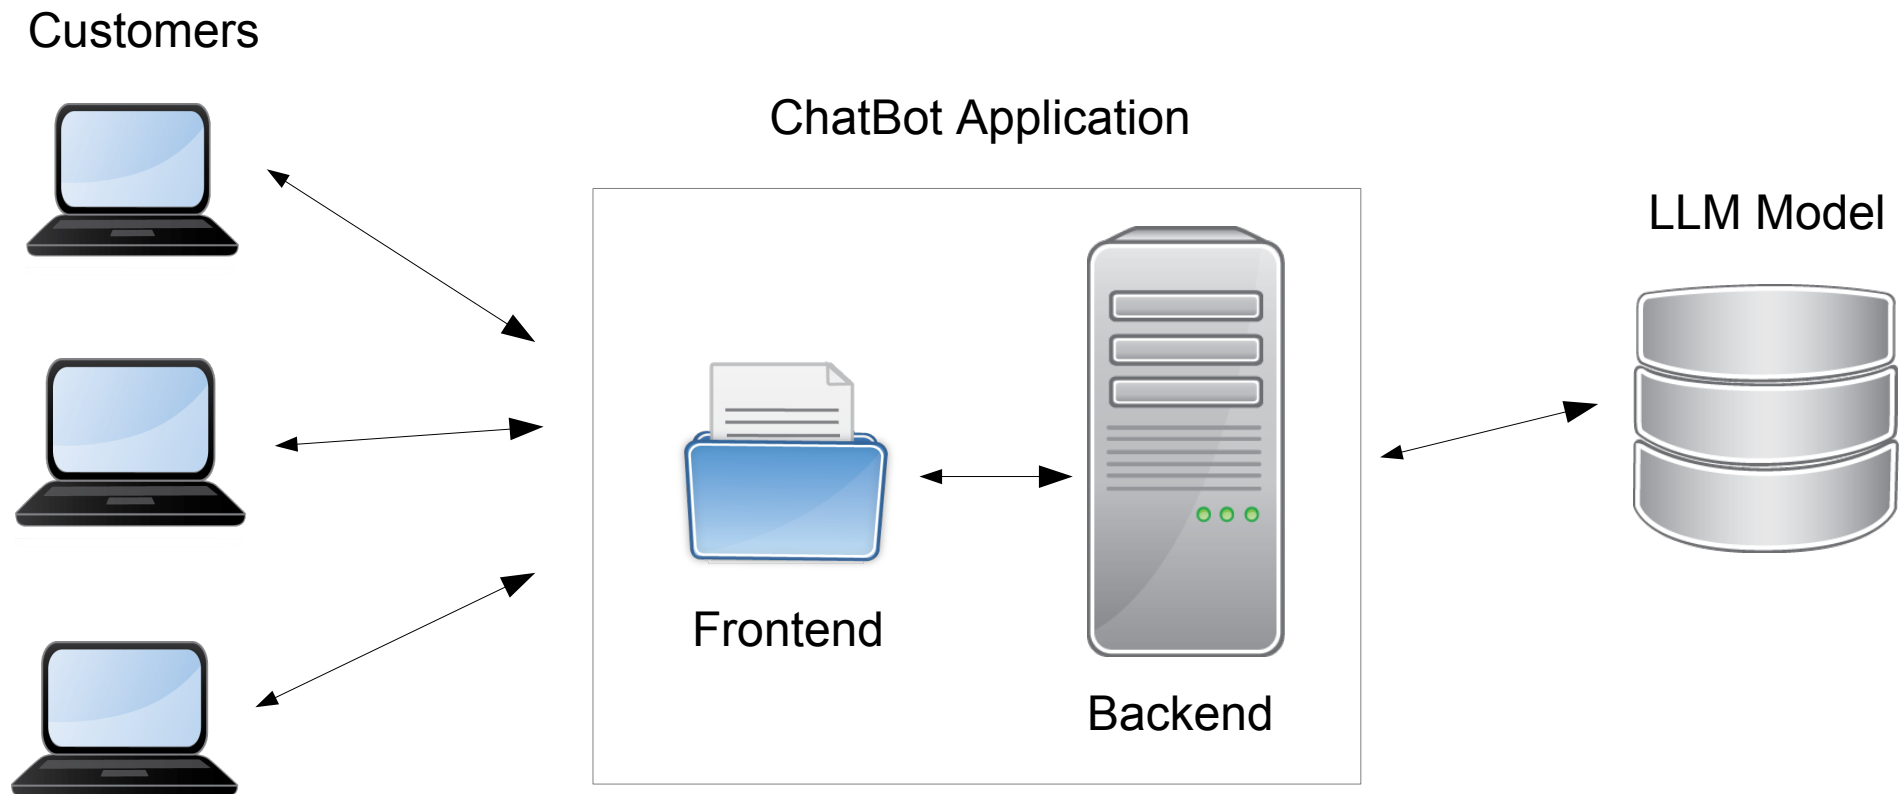 Customers
ChatBot Application
LLM Model
Frontend
Backend